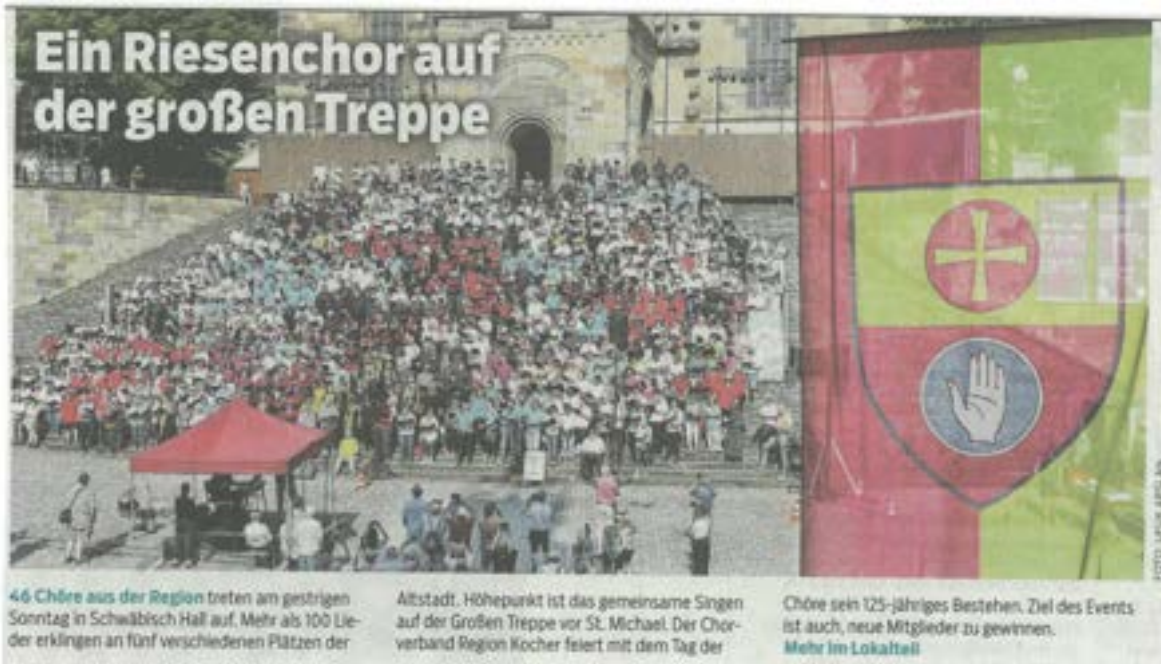 Ein Riesenchor auf
der großen Treppe
46 Chöre aus der Region treten am gestrigen
Sonntag in Schwäbisch Hall auf. Mehr als 100 Lie-
der erklingen an fünf verschiedenen Plätzen der
Altstadt. Höhepunkt ist das gemeinsame Singen
auf der Großen Treppe vor St. Michael. Der Chor-
verband Region Kocher feiert mit dem Tag der
Chöre sein 125-jähriges Bestehen. Ziel des Events
ist auch, neue Mitglieder zu gewinnen.
Mehr im Lokalteil